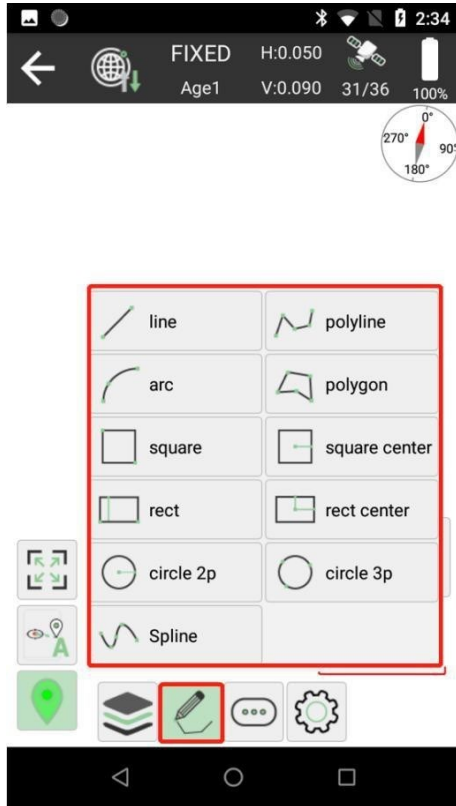 2:34
FIXED H:0.050
Age1 V:0.090 31/36 100%
0°
270° 90°
180°
line polyline
arc polygon
square square center
rect rect center
circle 2p circle 3p
Spline
A